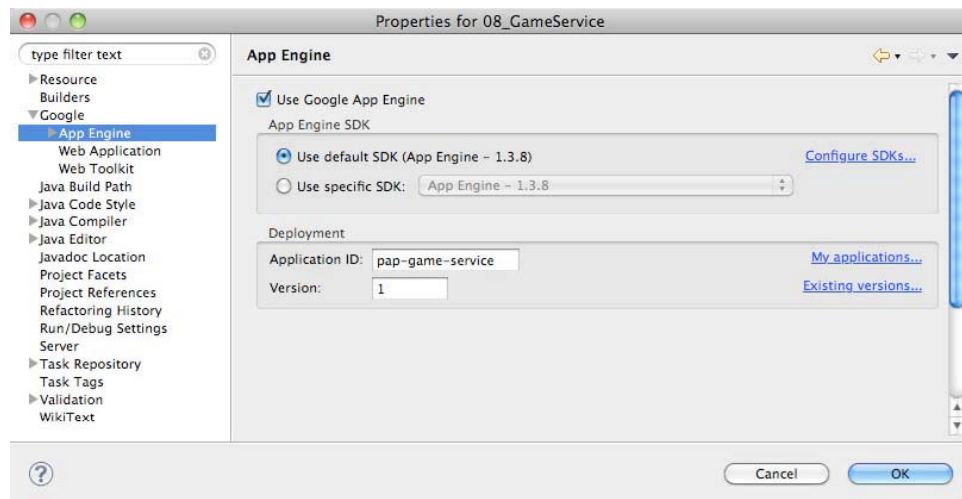 Properties for 08_GameService
type filter text
Resource
Builders
Google
App Engine
Web Application
Web Toolkit
Java Build Path
Java Code Style
Java Compiler
Java Editor
Javadoc Location
Project Facets
Project References
Refactoring History
Run/Debug Settings
Server
Task Repository
Task Tags
Validation
WikiText
App Engine
Use Google App Engine
App Engine SDK
Use default SDK (App Engine - 1.3.8)
Configure SDKs...
Use specific SDK: App Engine - 1.3.8
Deployment
Application ID: pap-game-service
My applications...
Version: 1
Existing versions...
?
Cancel
OK